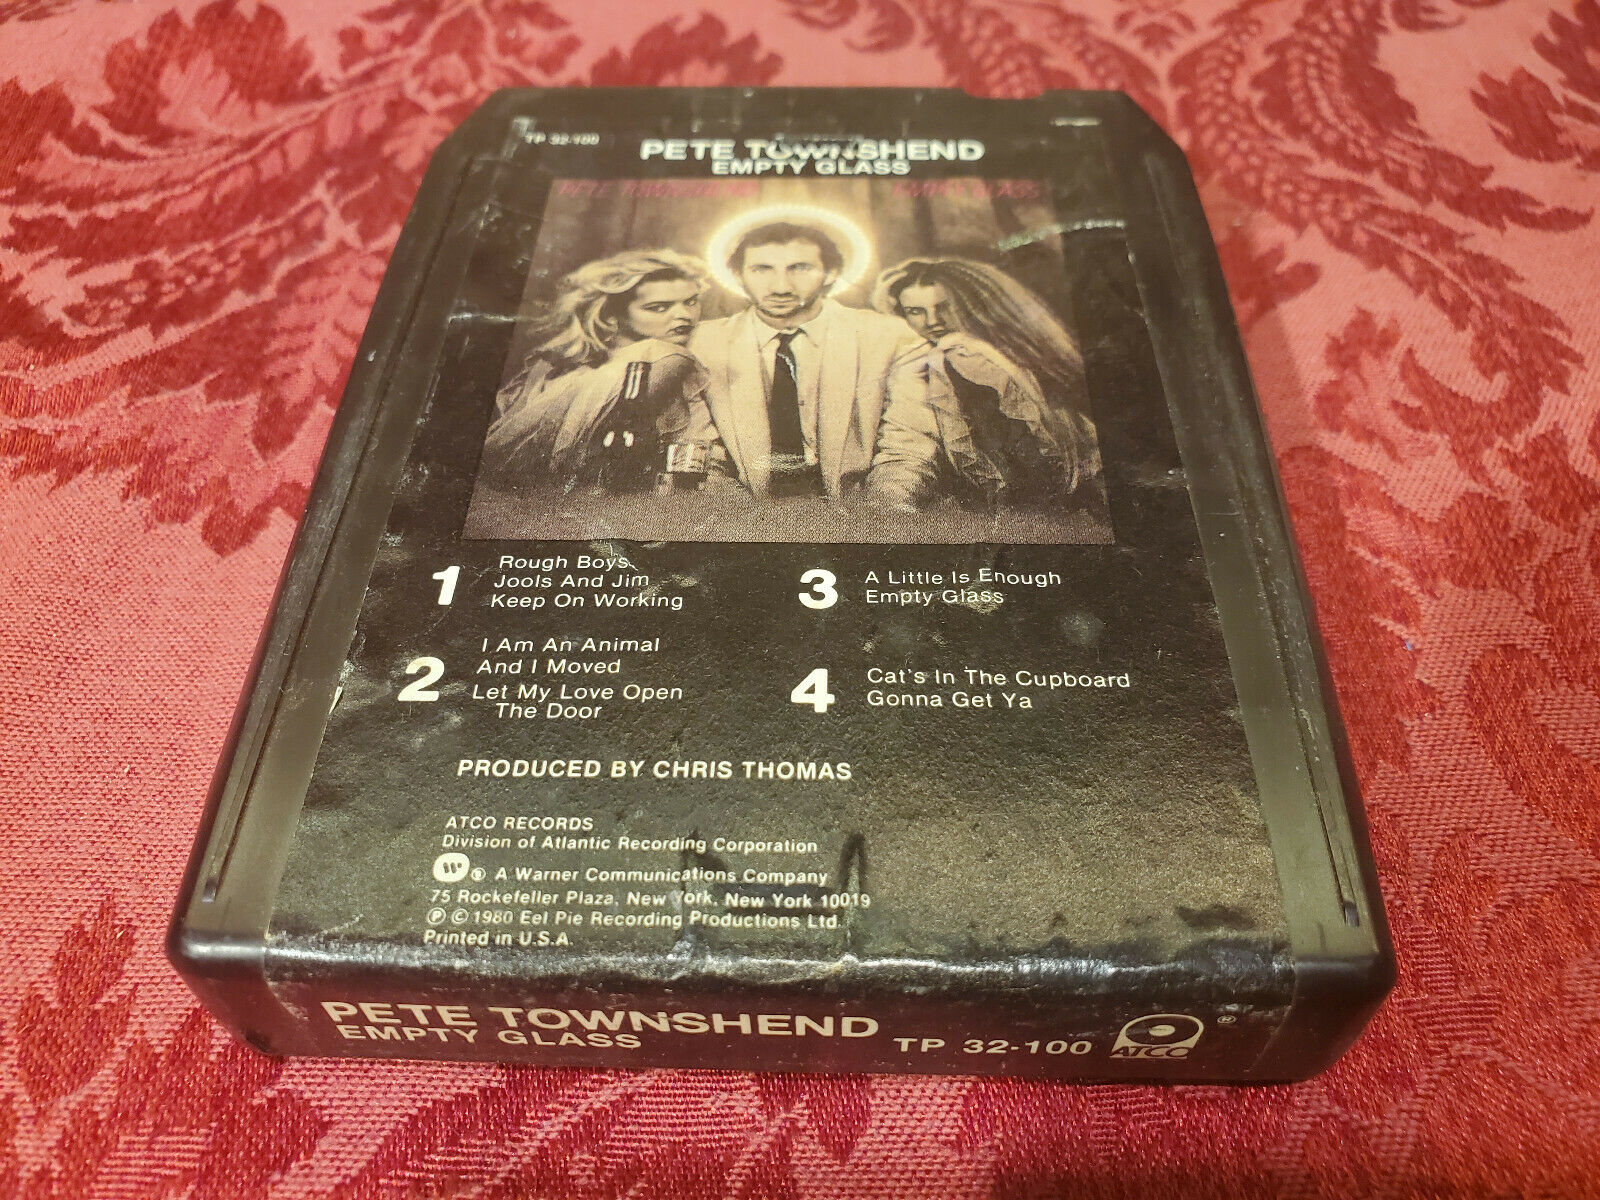 TP 32-100
PETE TOWNSHEND
EMPTY GLASS
PETE TOWNSHEND EMPTY GLASS
1
Rough Boys
Jools And Jim
Keep On Working
2
I Am An Animal
And I Moved
Let My Love Open
The Door
3
A Little Is Enough
Empty Glass
4
Cat's In The Cupboard
Gonna Get Ya
PRODUCED BY CHRIS THOMAS
ATCO RECORDS
Division of Atlantic Recording Corporation
W ® A Warner Communications Company
75 Rockefeller Plaza, New York, New York 10019
℗ © 1980 Eel Pie Recording Productions Ltd.
Printed in U.S.A.
PETE TOWNSHEND
EMPTY GLASS
TP 32-100
ATCO ®